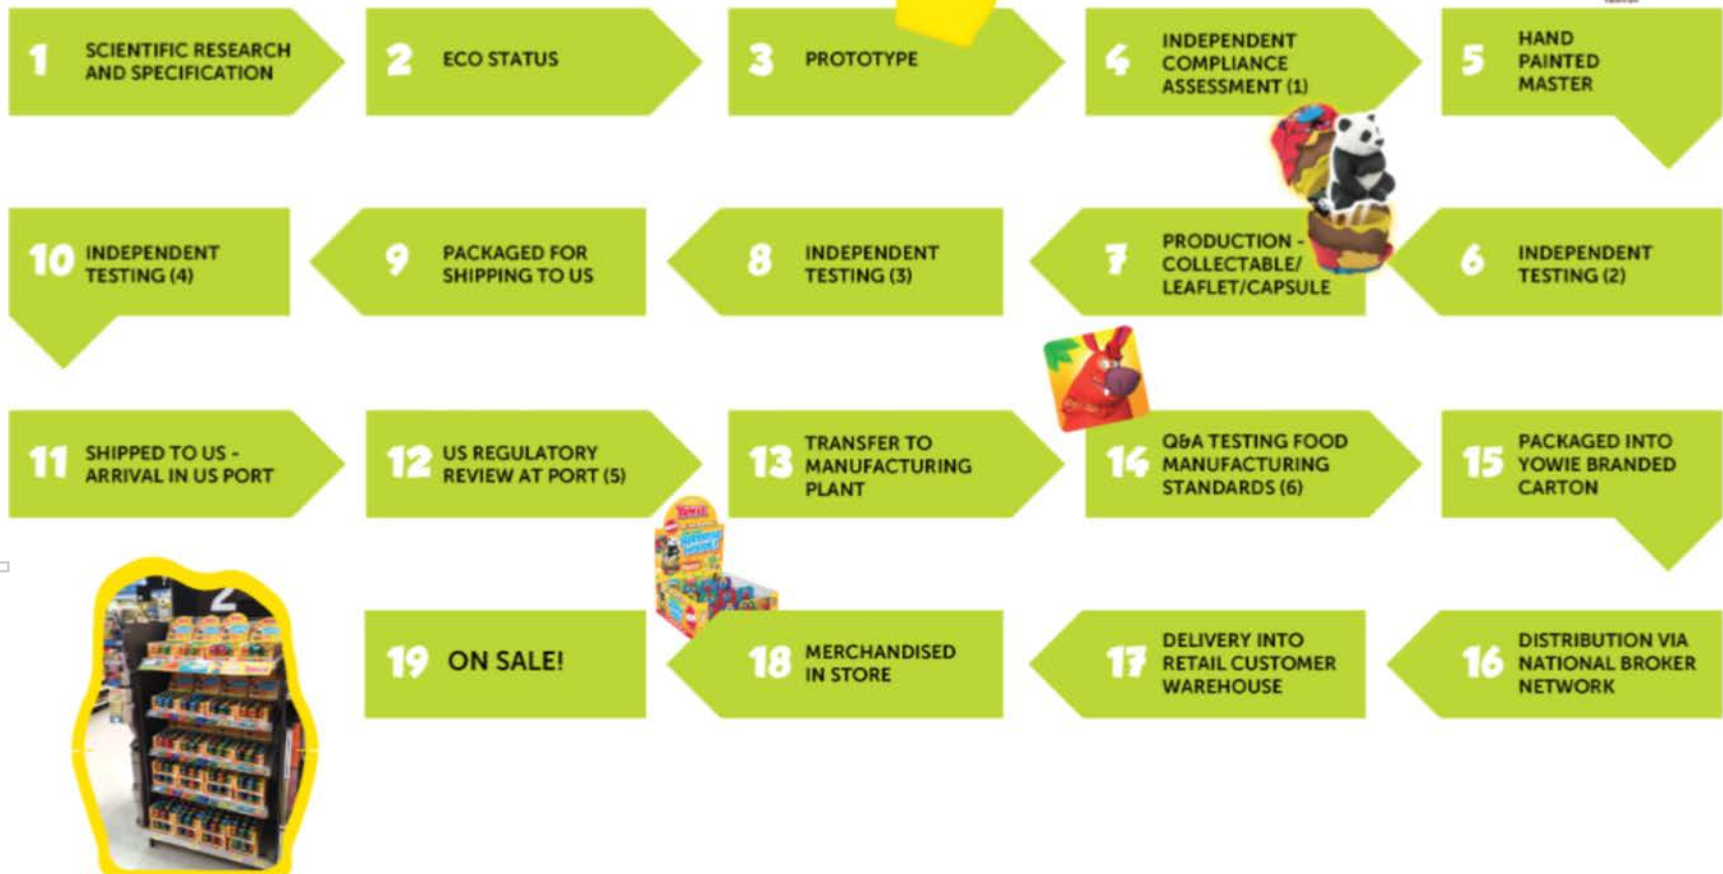 1
SCIENTIFIC RESEARCH
AND SPECIFICATION
2
ECO STATUS
3
PROTOTYPE
4
INDEPENDENT
COMPLIANCE
ASSESSMENT (1)
5
HAND
PAINTED
MASTER
6
INDEPENDENT
TESTING (2)
7
PRODUCTION -
COLLECTABLE/
LEAFLET/CAPSULE
8
INDEPENDENT
TESTING (3)
9
PACKAGED FOR
SHIPPING TO US
10
INDEPENDENT
TESTING (4)
11
SHIPPED TO US -
ARRIVAL IN US PORT
12
US REGULATORY
REVIEW AT PORT (5)
13
TRANSFER TO
MANUFACTURING
PLANT
14
Q&A TESTING FOOD
MANUFACTURING
STANDARDS (6)
15
PACKAGED INTO
YOWIE BRANDED
CARTON
16
DISTRIBUTION VIA
NATIONAL BROKER
NETWORK
17
DELIVERY INTO
RETAIL CUSTOMER
WAREHOUSE
18
MERCHANDISED
IN STORE
19
ON SALE!
YOWIE
2